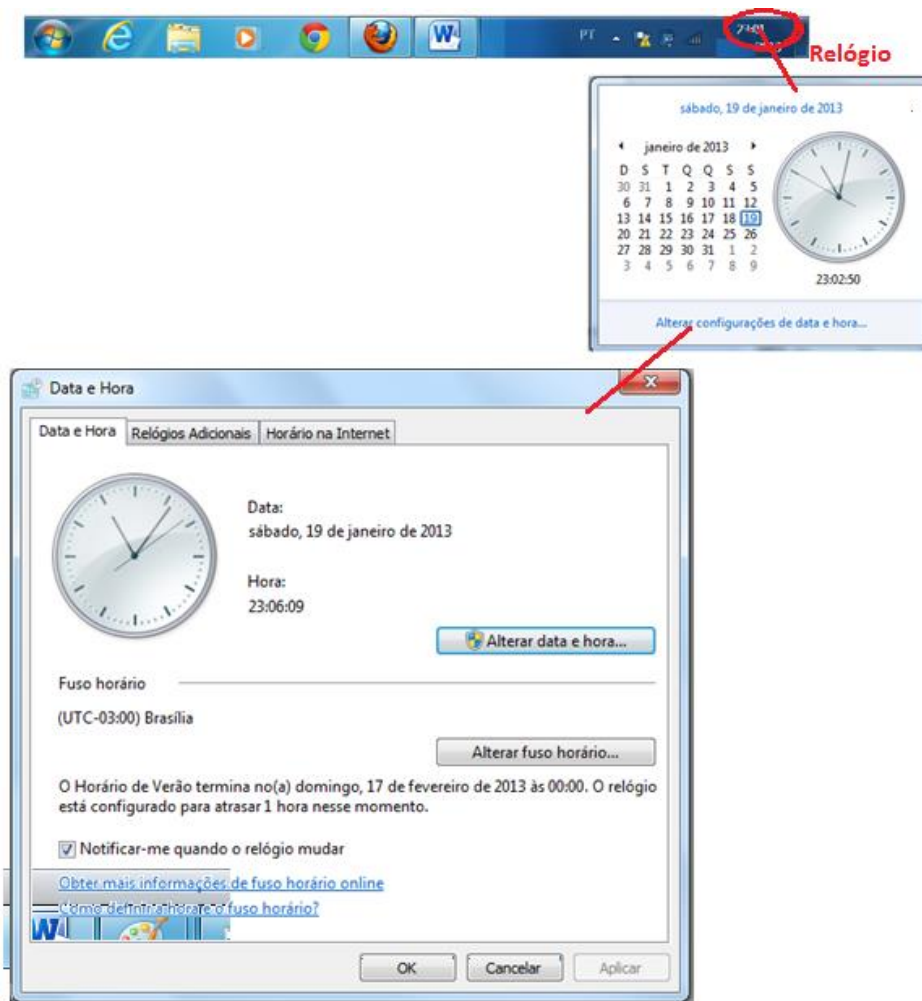 PT
23:01
Relógio
sábado, 19 de janeiro de 2013
janeiro de 2013
D S T Q Q S S
30 31 1 2 3 4 5
6 7 8 9 10 11 12
13 14 15 16 17 18 19
20 21 22 23 24 25 26
27 28 29 30 31 1 2
3 4 5 6 7 8 9
23:02:50
Alterar configurações de data e hora...
Data e Hora
Data e Hora Relógios Adicionais Horário na Internet
Data:
sábado, 19 de janeiro de 2013
Hora:
23:06:09
Alterar data e hora...
Fuso horário
(UTC-03:00) Brasília
Alterar fuso horário...
O Horário de Verão termina no(a) domingo, 17 de fevereiro de 2013 às 00:00. O relógio
está configurado para atrasar 1 hora nesse momento.
Notificar-me quando o relógio mudar
Obter mais informações de fuso horário online
Como definir a hora e o fuso horário?
OK Cancelar Aplicar